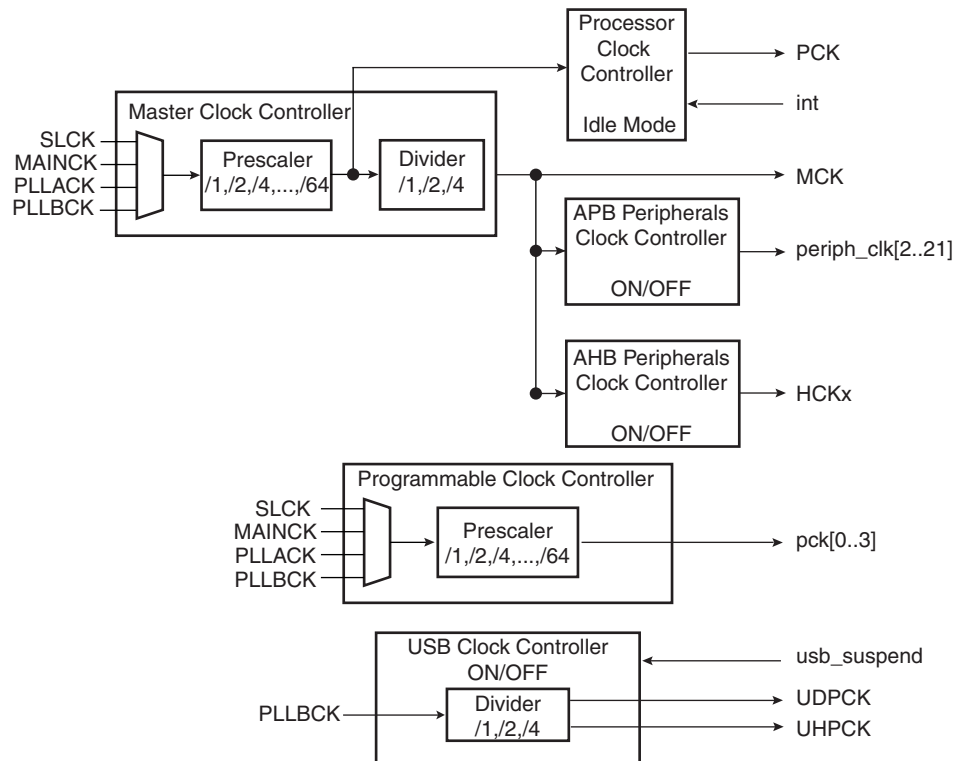 Processor
Clock
Controller
Idle Mode
PCK
int
Master Clock Controller
SLCK
MAINCK
PLLACK
PLLBCK
Prescaler
/1,/2,/4,...,/64
Divider
/1,/2,/4
MCK
APB Peripherals
Clock Controller
ON/OFF
periph_clk[2..21]
AHB Peripherals
Clock Controller
ON/OFF
HCKx
Programmable Clock Controller
SLCK
MAINCK
PLLACK
PLLBCK
Prescaler
/1,/2,/4,...,/64
pck[0..3]
USB Clock Controller
ON/OFF
usb_suspend
PLLBCK
Divider
/1,/2,/4
UDPCK
UHPCK